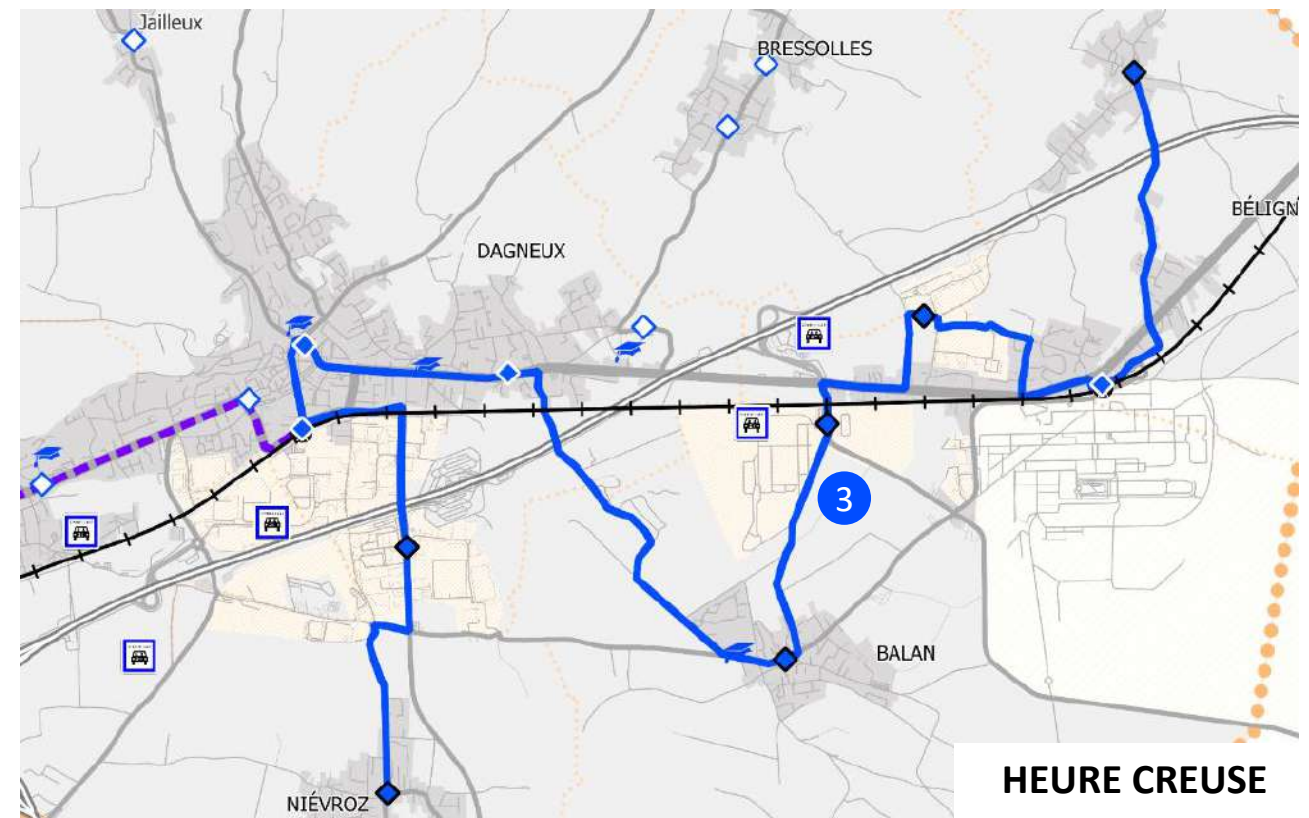 Jailleux
BRESSOLLES
BÉLIGN
DAGNEUX
3
BALAN
NIÉVROZ
HEURE CREUSE